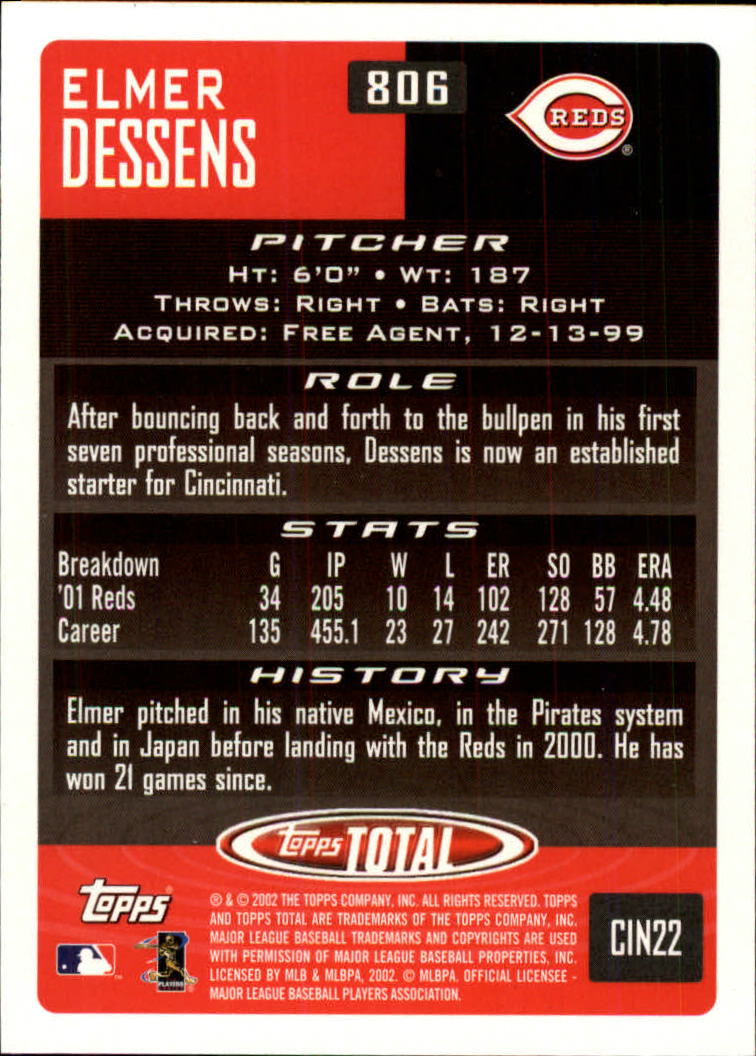 ELMER
DESSENS
806
REDS
®
PITCHER
HT: 6'0" • WT: 187
THROWS: RIGHT • BATS: RIGHT
ACQUIRED: FREE AGENT, 12-13-99
ROLE
After bouncing back and forth to the bullpen in his first
seven professional seasons, Dessens is now an established
starter for Cincinnati.
STATS
Breakdown G IP W L ER SO BB ERA
'01 Reds 34 205 10 14 102 128 57 4.48
Career 135 455.1 23 27 242 271 128 4.78
HISTORY
Elmer pitched in his native Mexico, in the Pirates system
and in Japan before landing with the Reds in 2000. He has
won 21 games since.
Topps TOTAL
Topps
® & © 2002 THE TOPPS COMPANY, INC. ALL RIGHTS RESERVED. TOPPS
AND TOPPS TOTAL ARE TRADEMARKS OF THE TOPPS COMPANY, INC.
MAJOR LEAGUE BASEBALL TRADEMARKS AND COPYRIGHTS ARE USED
WITH PERMISSION OF MAJOR LEAGUE BASEBALL PROPERTIES, INC.
LICENSED BY MLB & MLBPA, 2002. © MLBPA. OFFICIAL LICENSEE -
MAJOR LEAGUE BASEBALL PLAYERS ASSOCIATION.
PLAYERS
CIN22